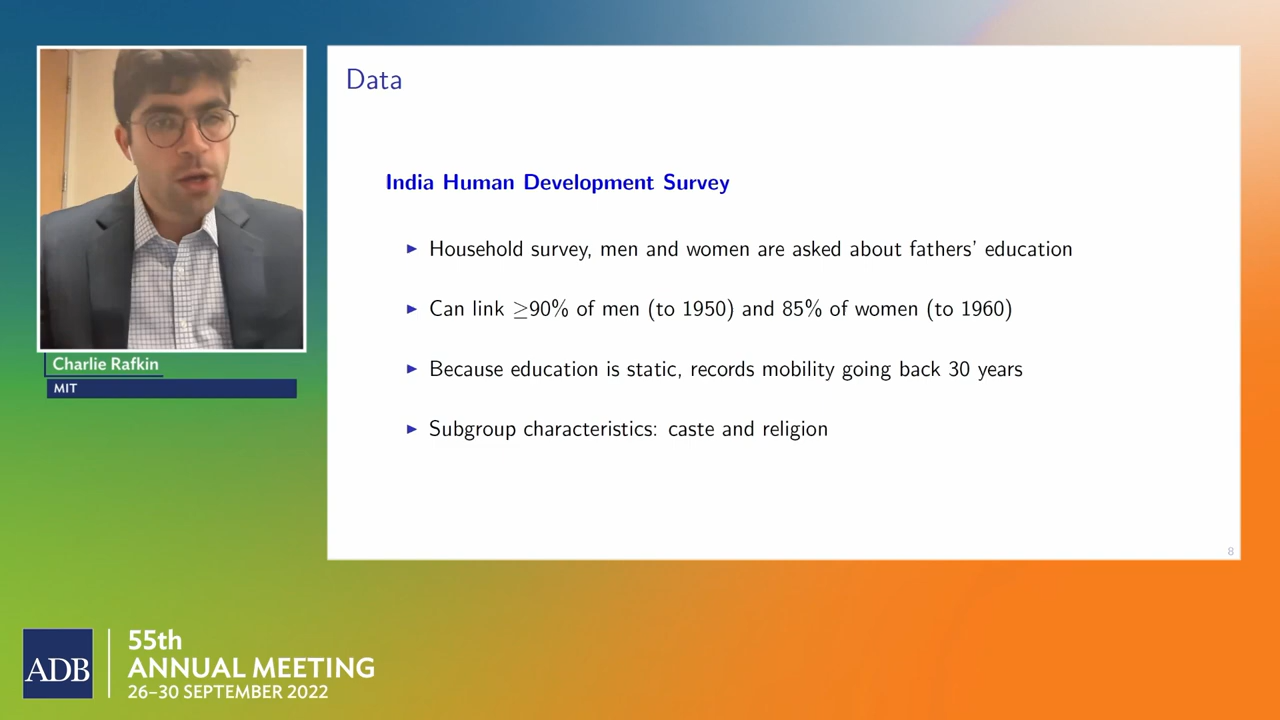 Data
India Human Development Survey
▶ Household survey, men and women are asked about fathers' education
▶ Can link ≥90% of men (to 1950) and 85% of women (to 1960)
▶ Because education is static, records mobility going back 30 years
▶ Subgroup characteristics: caste and religion
8
Charlie Rafkin
MIT
ADB
55th
ANNUAL MEETING
26–30 SEPTEMBER 2022